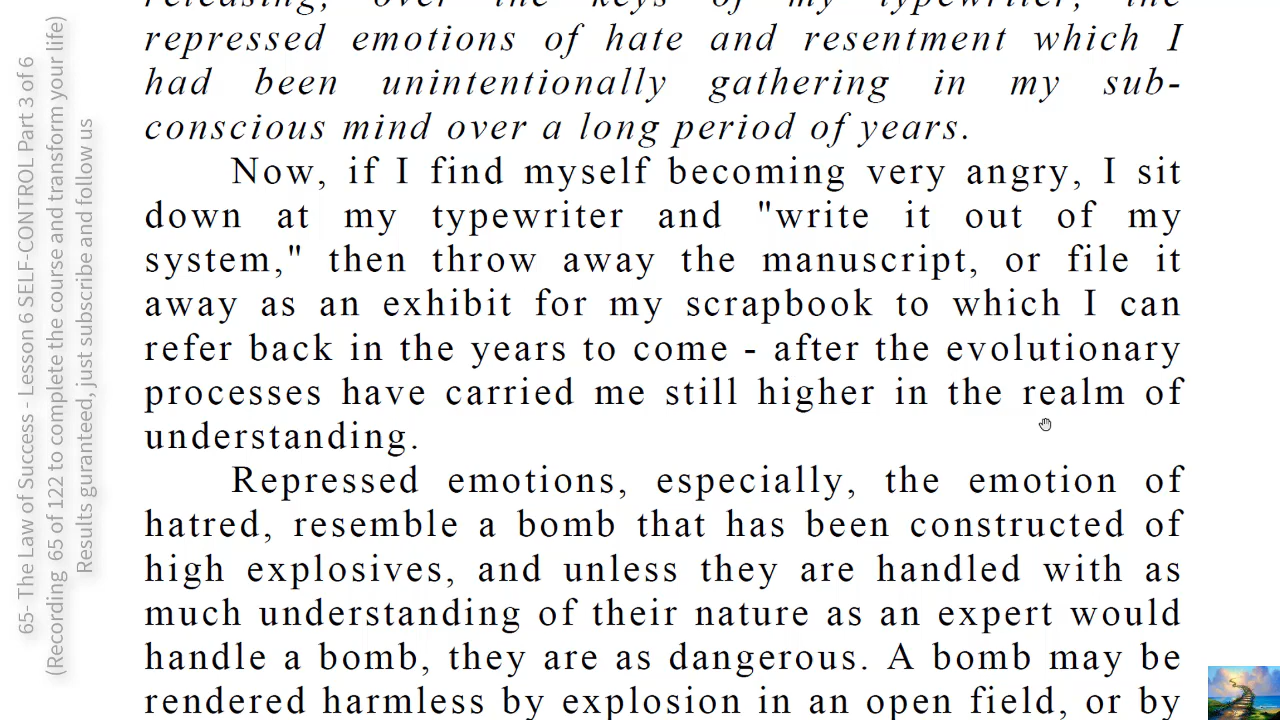 releasing, over the keys of my typewriter, the
repressed emotions of hate and resentment which I
had been unintentionally gathering in my sub-
conscious mind over a long period of years.
Now, if I find myself becoming very angry, I sit
down at my typewriter and "write it out of my
system," then throw away the manuscript, or file it
away as an exhibit for my scrapbook to which I can
refer back in the years to come - after the evolutionary
processes have carried me still higher in the realm of
understanding.
Repressed emotions, especially, the emotion of
hatred, resemble a bomb that has been constructed of
high explosives, and unless they are handled with as
much understanding of their nature as an expert would
handle a bomb, they are as dangerous. A bomb may be
rendered harmless by explosion in an open field, or by
65- The Law of Success - Lesson 6 SELF-CONTROL Part 3 of 6
(Recording 65 of 122 to complete the course and transform your life)
Results guranteed, just subscribe and follow us